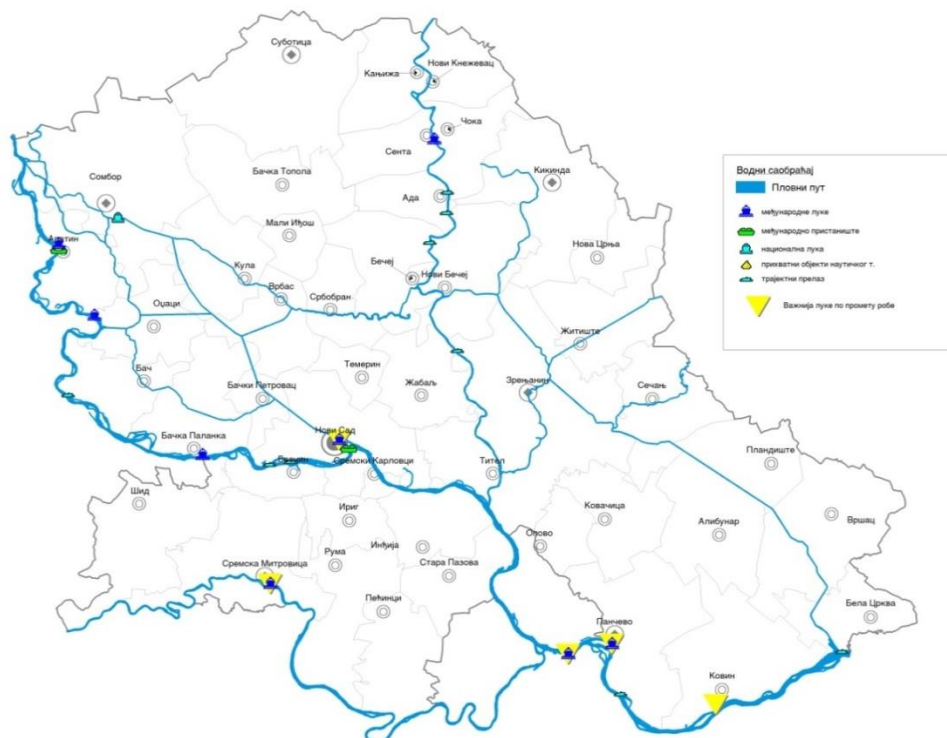 Суботица
Нови Кнежевац
Кањижа
Чока
Сента
Сомбор
Бачка Топола
Кикинда
Ада
Водни саобраћај
Пловни пут
међународне луке
међународно пристаниште
национална лука
прихватни објекти наутичког т.
трајектни прелаз
Важнија луке по промету робе
Мали Иђош
Апатин
Нова Црња
Бечеј
Нови Бечеј
Кула
Врбас
Србобран
Оџаци
Житиште
Темерин
Бач
Жабаљ
Зрењанин
Сечањ
Бачки Петровац
Нови Сад
Бачка Паланка
Сремски Карловци
Тител
Пландиште
Шид
Ириг
Ковачица
Вршац
Алибунар
Инђија
Опово
Рума
Сремска Митровица
Стара Пазова
Пећинци
Бела Црква
Панчево
Ковин